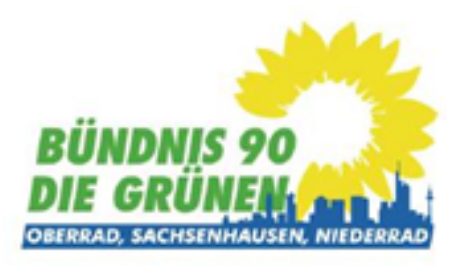 BÜNDNIS 90
DIE GRÜNEN
OBERRAD, SACHSENHAUSEN, NIEDERRAD